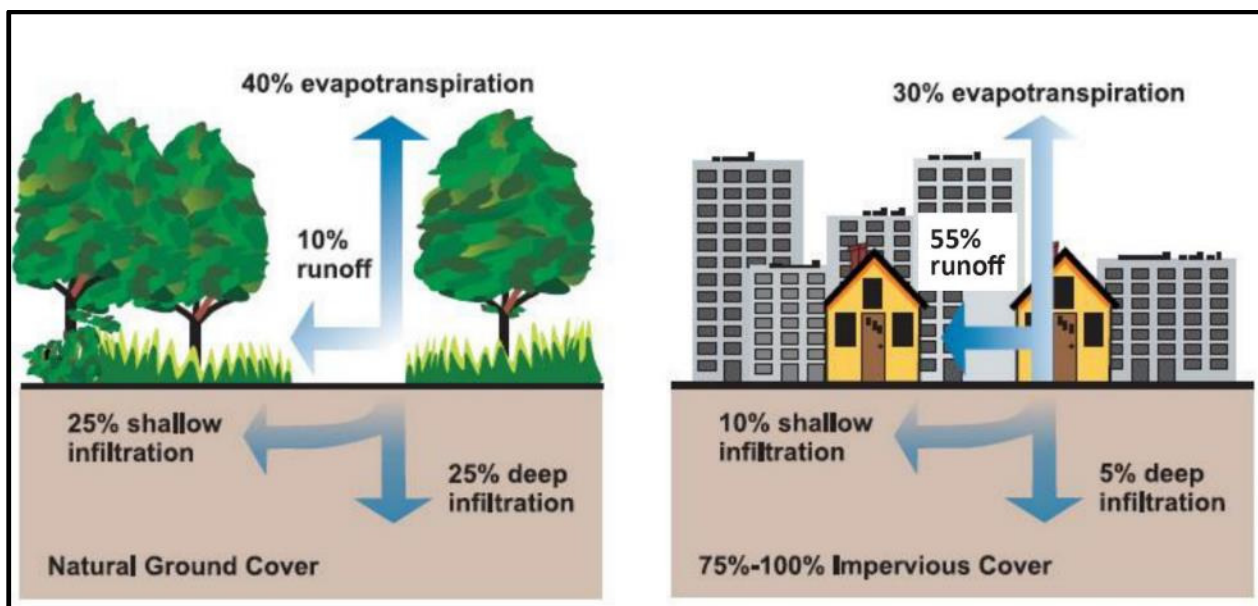 40% evapotranspiration
10%
runoff
25% shallow
infiltration
25% deep
infiltration
Natural Ground Cover
30% evapotranspiration
55%
runoff
10% shallow
infiltration
5% deep
infiltration
75%-100% Impervious Cover